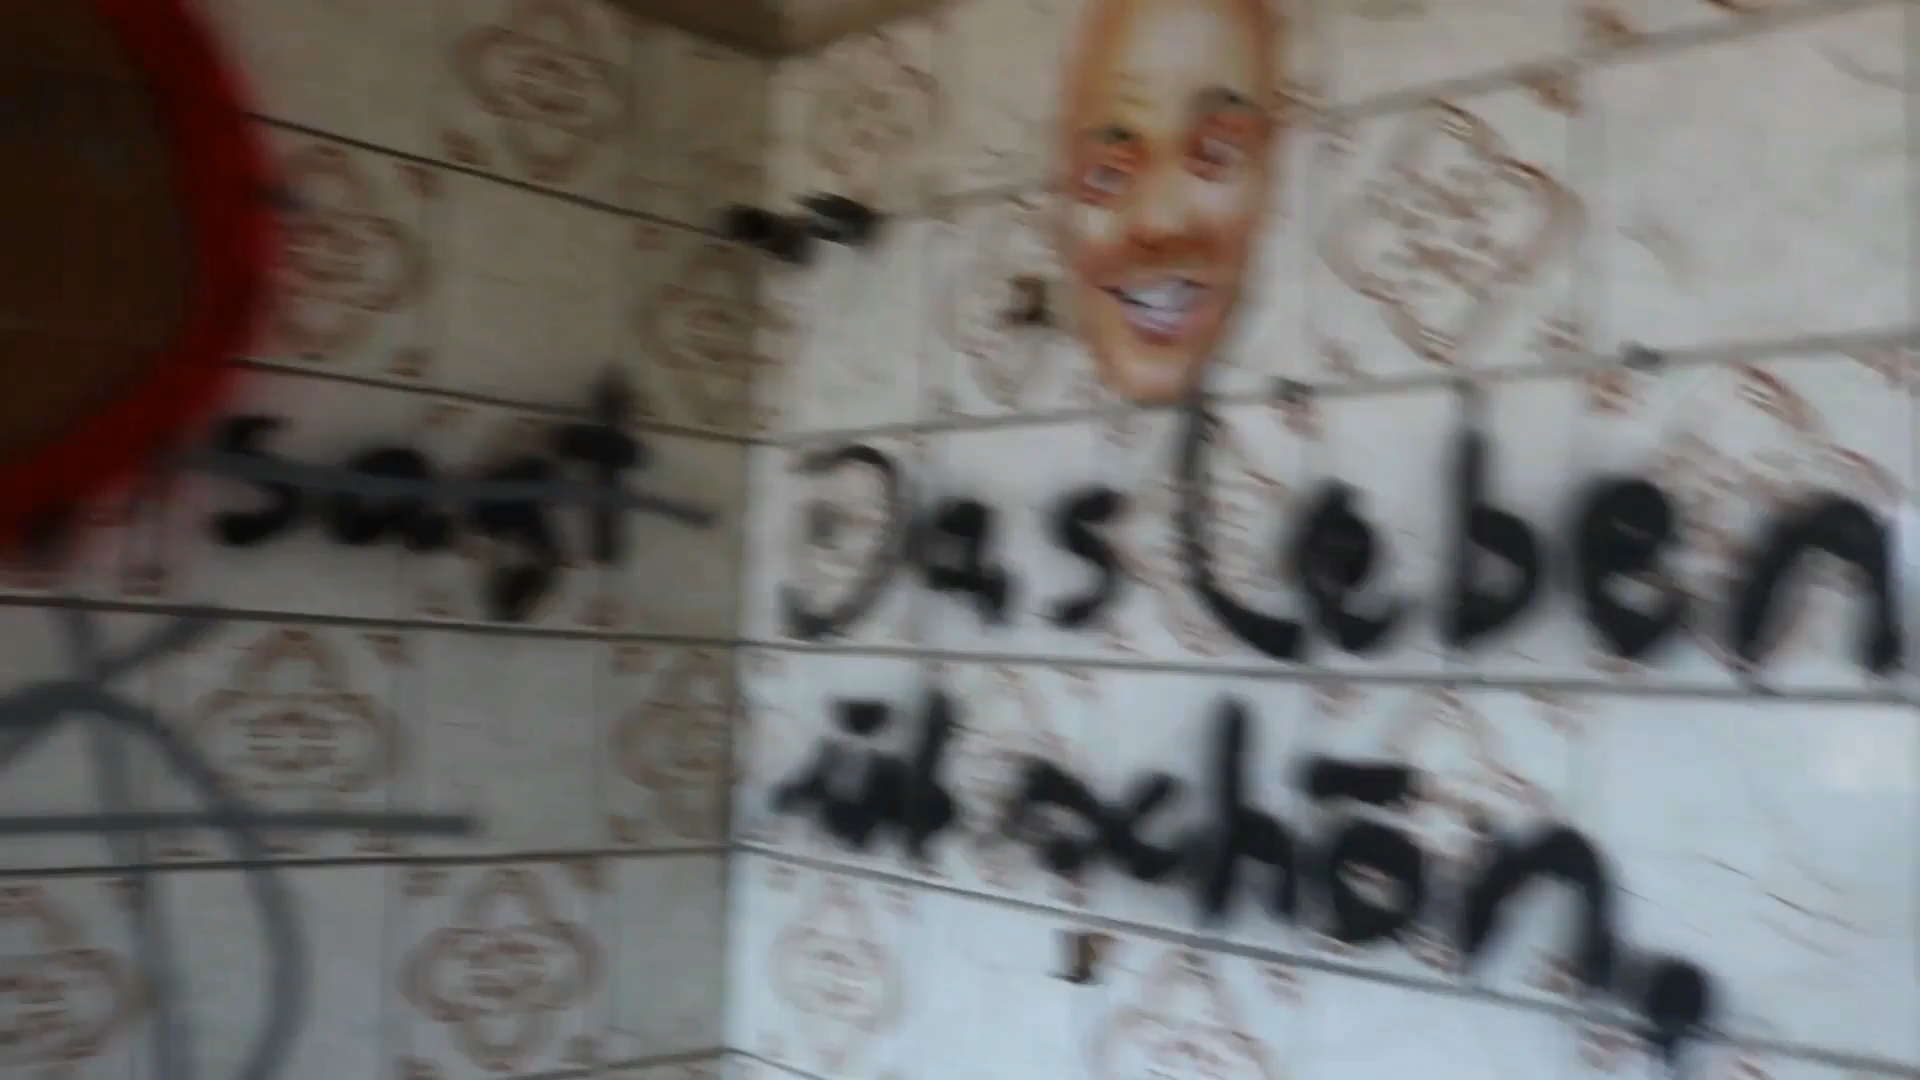 sagt
Das Leben
ist schön,